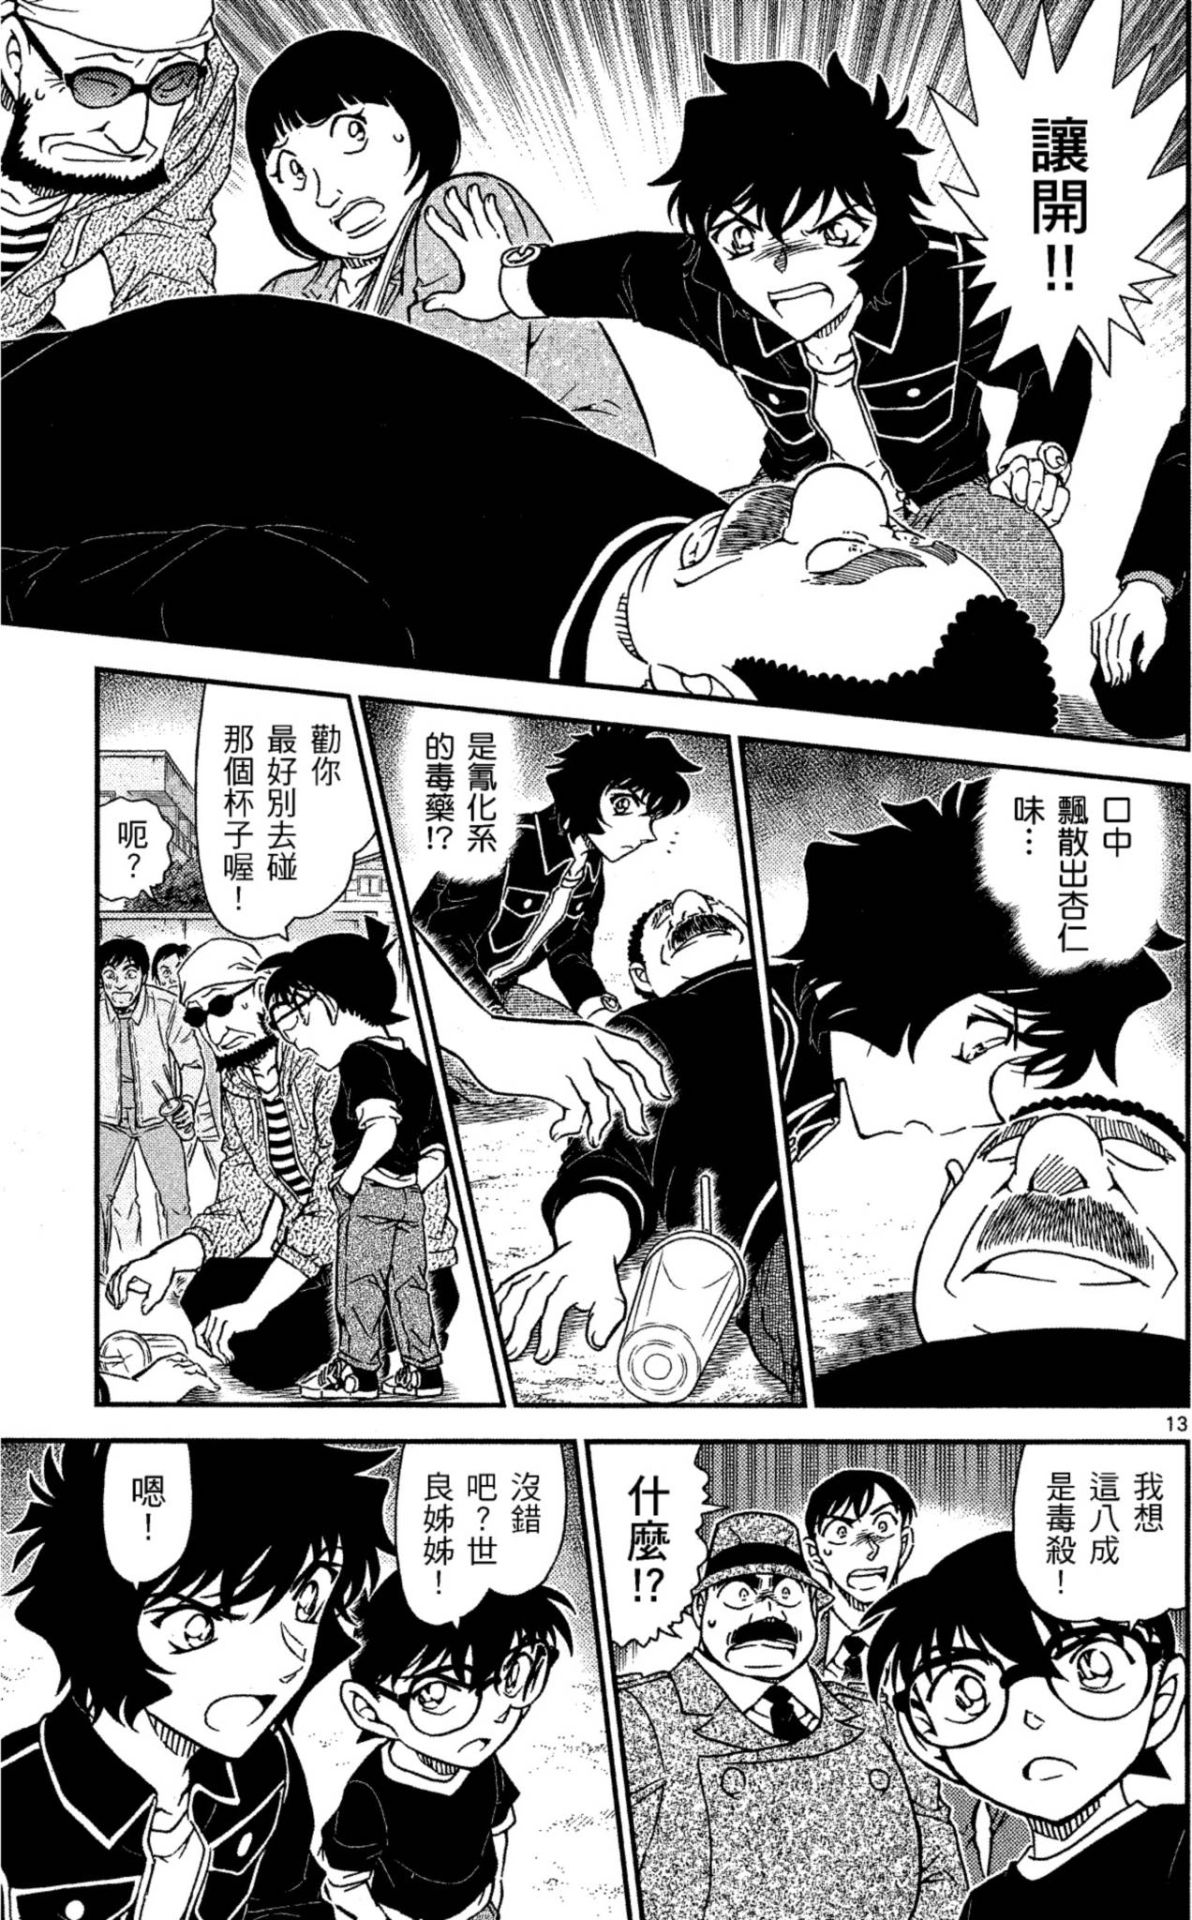 讓開!!
口中
飄散出杏仁
味…
是氰化系
的毒藥!?
勸你
最好別去碰
那個杯子喔!
呃?
13
我想
這八成
是毒殺!
什麼!?
沒錯
吧?世
良姊姊!
嗯!